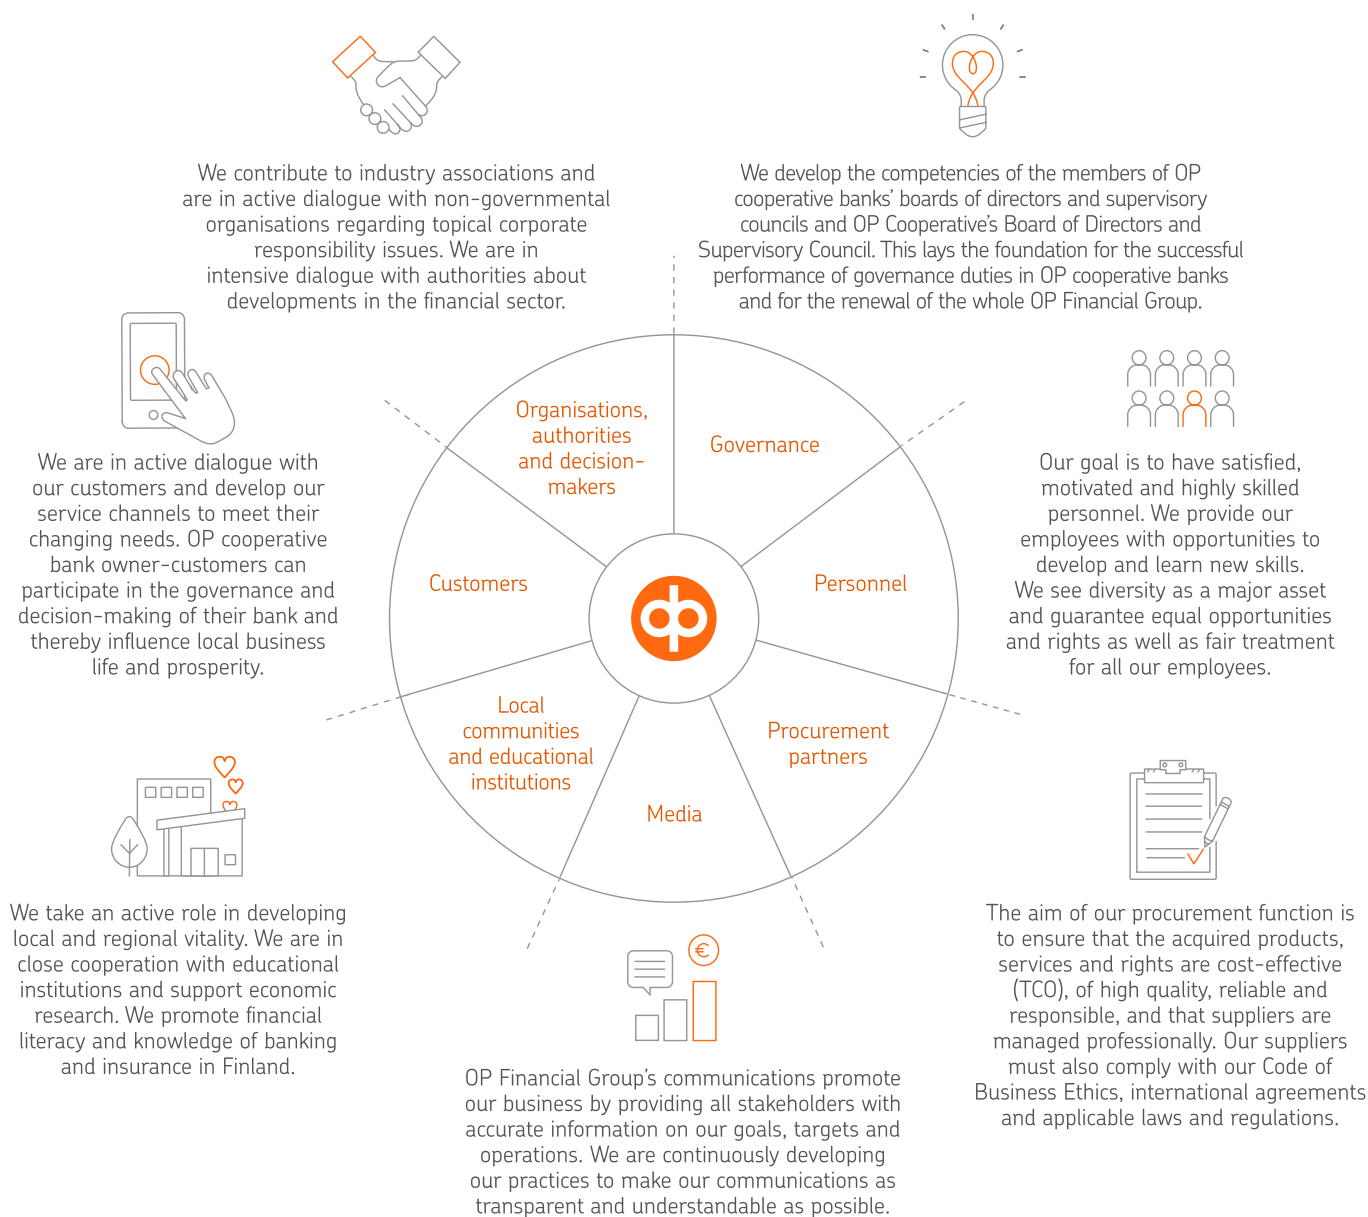 We contribute to industry associations and
are in active dialogue with non-governmental
organisations regarding topical corporate
responsibility issues. We are in
intensive dialogue with authorities about
developments in the financial sector.
We develop the competencies of the members of OP
cooperative banks' boards of directors and supervisory
councils and OP Cooperative's Board of Directors and
Supervisory Council. This lays the foundation for the successful
performance of governance duties in OP cooperative banks
and for the renewal of the whole OP Financial Group.
We are in active dialogue with
our customers and develop our
service channels to meet their
changing needs. OP cooperative
bank owner-customers can
participate in the governance and
decision-making of their bank and
thereby influence local business
life and prosperity.
Organisations,
authorities
and decision-
makers
Governance
Customers
op
Personnel
Local
communities
and educational
institutions
Media
Procurement
partners
Our goal is to have satisfied,
motivated and highly skilled
personnel. We provide our
employees with opportunities to
develop and learn new skills.
We see diversity as a major asset
and guarantee equal opportunities
and rights as well as fair treatment
for all our employees.
We take an active role in developing
local and regional vitality. We are in
close cooperation with educational
institutions and support economic
research. We promote financial
literacy and knowledge of banking
and insurance in Finland.
€
OP Financial Group's communications promote
our business by providing all stakeholders with
accurate information on our goals, targets and
operations. We are continuously developing
our practices to make our communications as
transparent and understandable as possible.
The aim of our procurement function is
to ensure that the acquired products,
services and rights are cost-effective
(TCO), of high quality, reliable and
responsible, and that suppliers are
managed professionally. Our suppliers
must also comply with our Code of
Business Ethics, international agreements
and applicable laws and regulations.